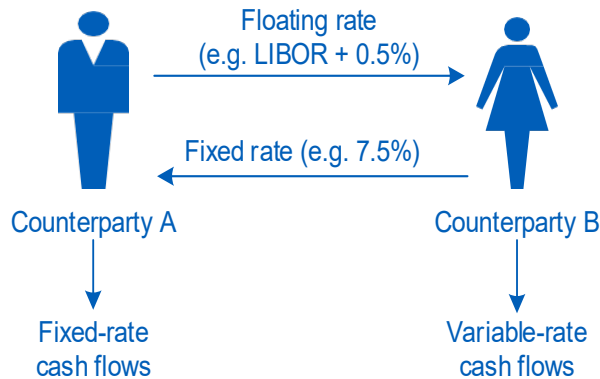 Floating rate
(e.g. LIBOR + 0.5%)
Fixed rate (e.g. 7.5%)
Counterparty A
Counterparty B
Fixed-rate
cash flows
Variable-rate
cash flows